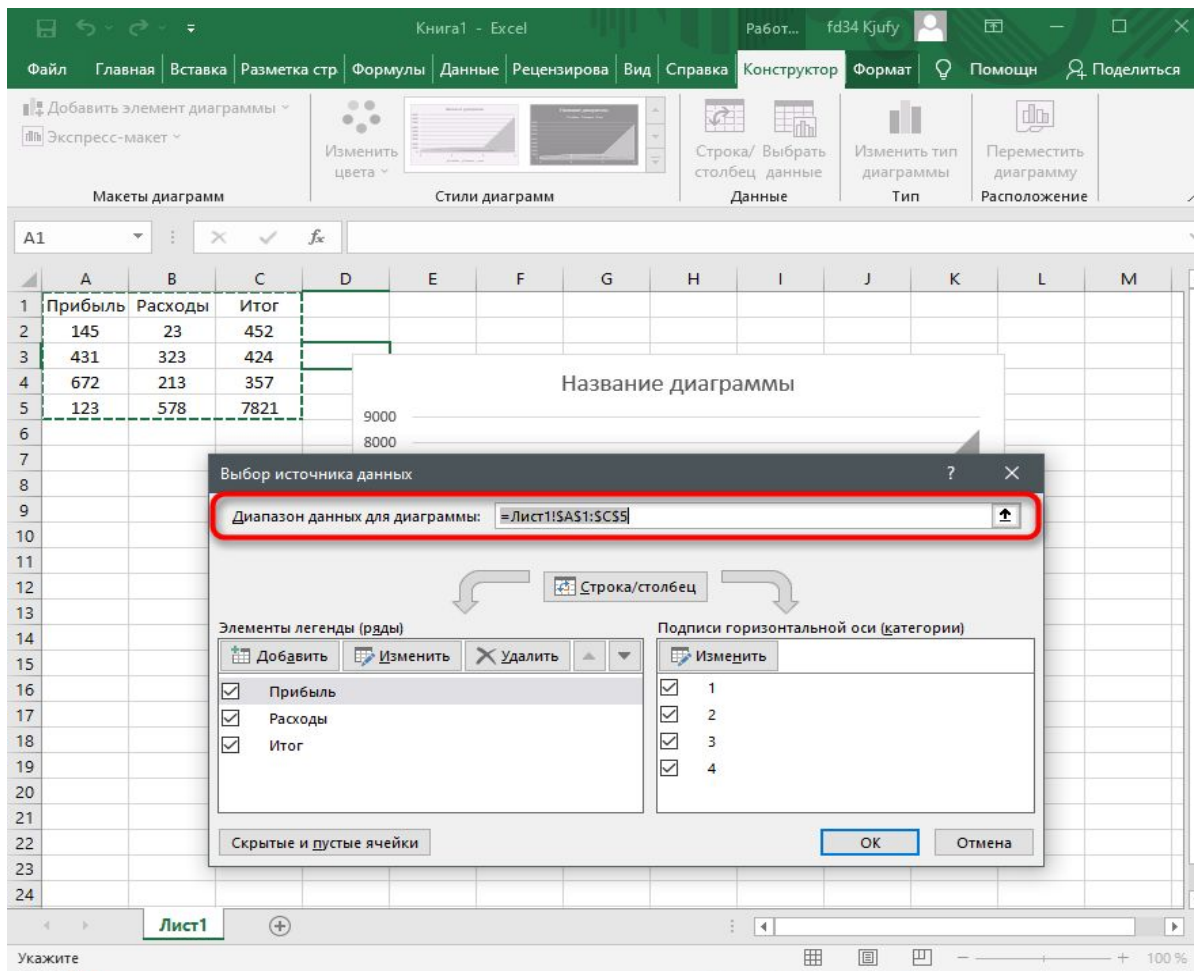 Книга1 - Excel
Работ...
fd34 Kjufy
Файл Главная Вставка Разметка стр Формулы Данные Рецензирова Вид Справка Конструктор Формат Помощн Поделиться
Добавить элемент диаграммы
Экспресс-макет
Макеты диаграмм
Изменить
цвета
Стили диаграмм
Строка/
столбец
Выбрать
данные
Данные
Изменить тип
диаграммы
Тип
Переместить
диаграмму
Расположение
A1
fx
A B C D E F G H I J K L M
1 Прибыль Расходы Итог
2 145 23 452
3 431 323 424
4 672 213 357
5 123 578 7821
6
7
8
9
10
11
12
13
14
15
16
17
18
19
20
21
22
23
24
Название диаграммы
9000
8000
Выбор источника данных ?
Диапазон данных для диаграммы: =Лист1!$A$1:$C$5
Строка/столбец
Элементы легенды (ряды)
Добавить Изменить Удалить
Прибыль
Расходы
Итог
Подписи горизонтальной оси (категории)
Изменить
1
2
3
4
Скрытые и пустые ячейки
ОК Отмена
Лист1
Укажите
100 %